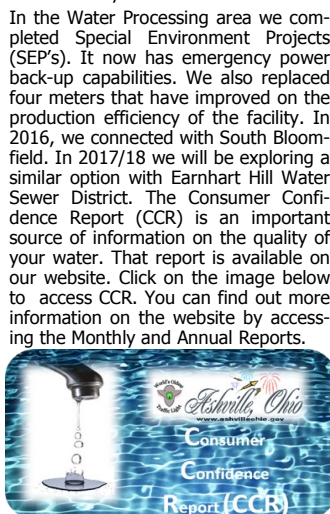 In the Water Processing area we com-
pleted Special Environment Projects
(SEP's). It now has emergency power
back-up capabilities. We also replaced
four meters that have improved on the
production efficiency of the facility. In
2016, we connected with South Bloom-
field. In 2017/18 we will be exploring a
similar option with Earnhart Hill Water
Sewer District. The Consumer Confi-
dence Report (CCR) is an important
source of information on the quality of
your water. That report is available on
our website. Click on the image below
to access CCR. You can find out more
information on the website by access-
ing the Monthly and Annual Reports.
World's Oldest
Traffic Light
Ashville, Ohio
www.ashvilleohio.gov
Consumer
Confidence
Report (CCR)